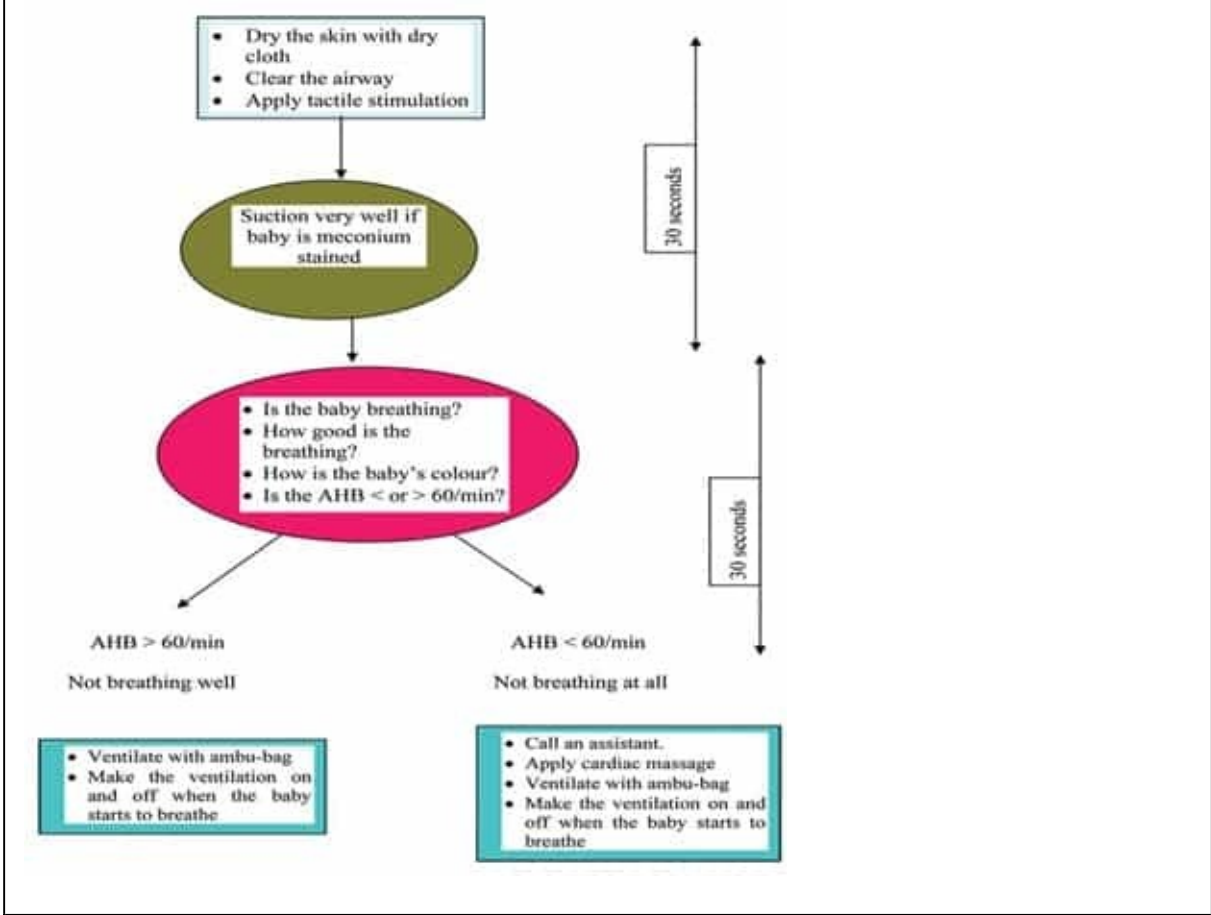 • Dry the skin with dry
cloth
• Clear the airway
• Apply tactile stimulation
Suction very well if
baby is meconium
stained
30 seconds
• Is the baby breathing?
• How good is the
breathing?
• How is the baby's colour?
• Is the AHB < or > 60/min?
30 seconds
AHB > 60/min
Not breathing well
AHB < 60/min
Not breathing at all
• Ventilate with ambu-bag
• Make the ventilation on
and off when the baby
starts to breathe
• Call an assistant.
• Apply cardiac massage
• Ventilate with ambu-bag
• Make the ventilation on and
off when the baby starts to
breathe